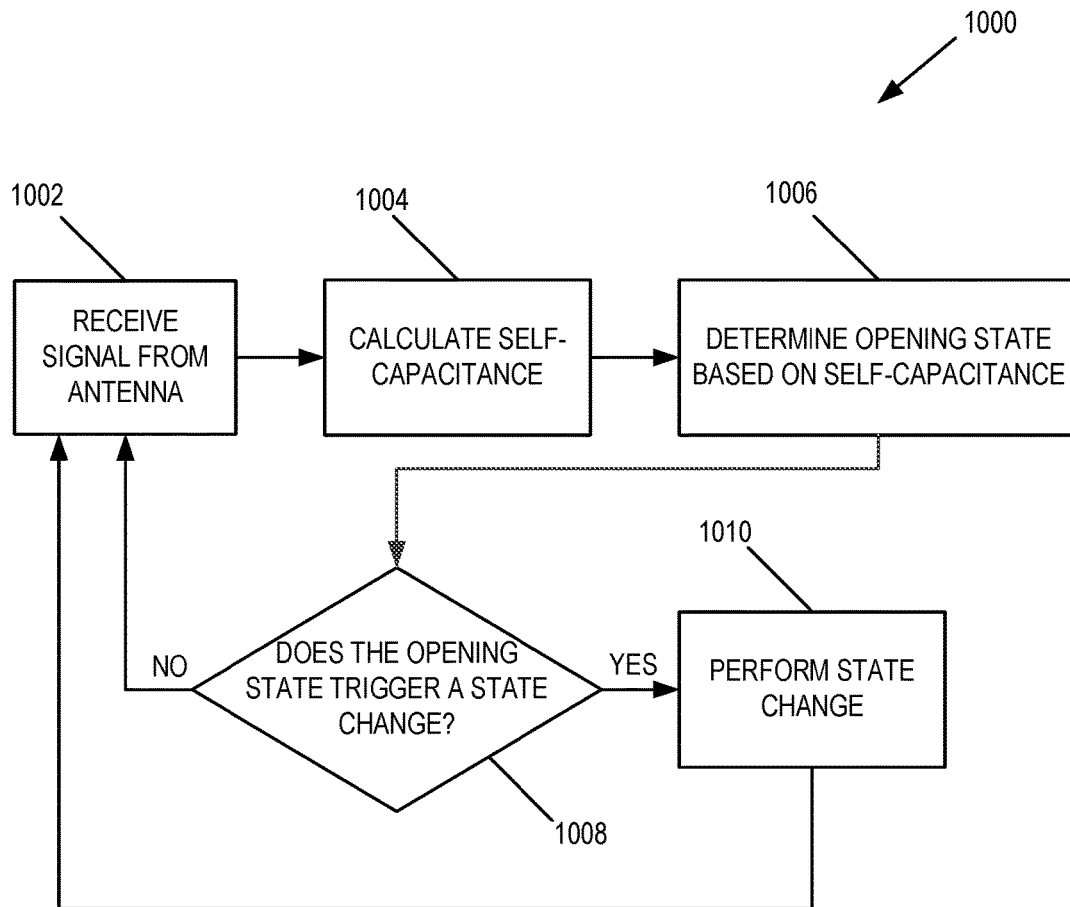 1000
1002
1004
1006
RECEIVE
SIGNAL FROM
ANTENNA
CALCULATE SELF-
CAPACITANCE
DETERMINE OPENING STATE
BASED ON SELF-CAPACITANCE
1010
NO
DOES THE OPENING
STATE TRIGGER A STATE
CHANGE?
YES
PERFORM STATE
CHANGE
1008